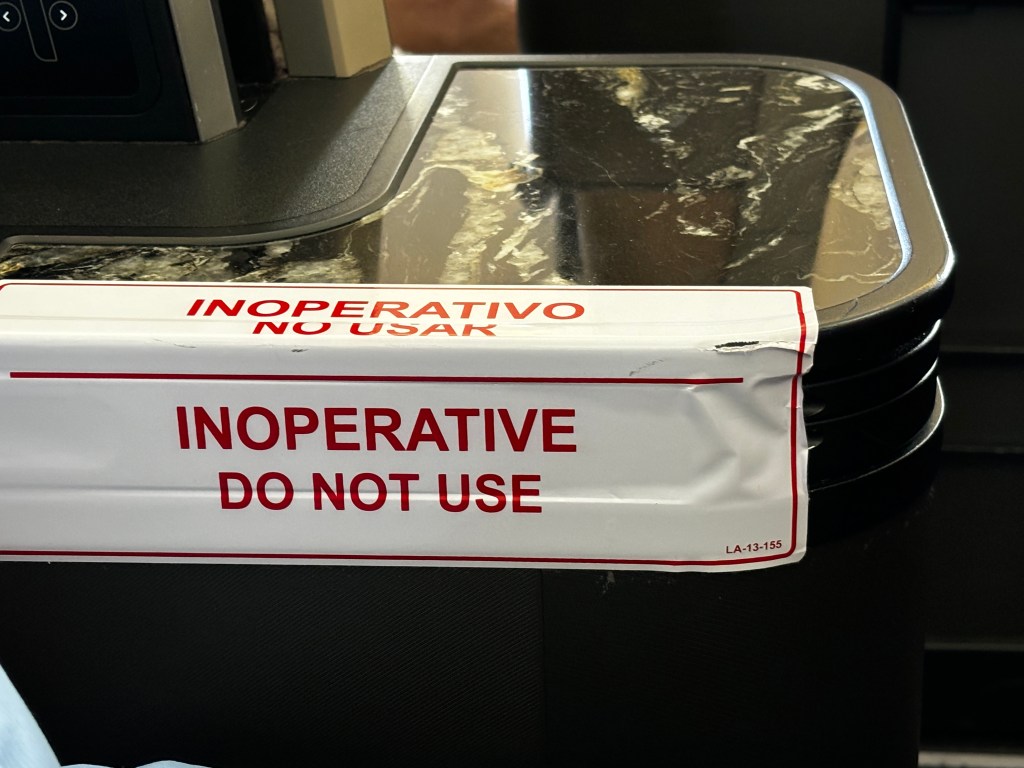 INOPERATIVO
NO USAR
INOPERATIVE
DO NOT USE
LA-13-155